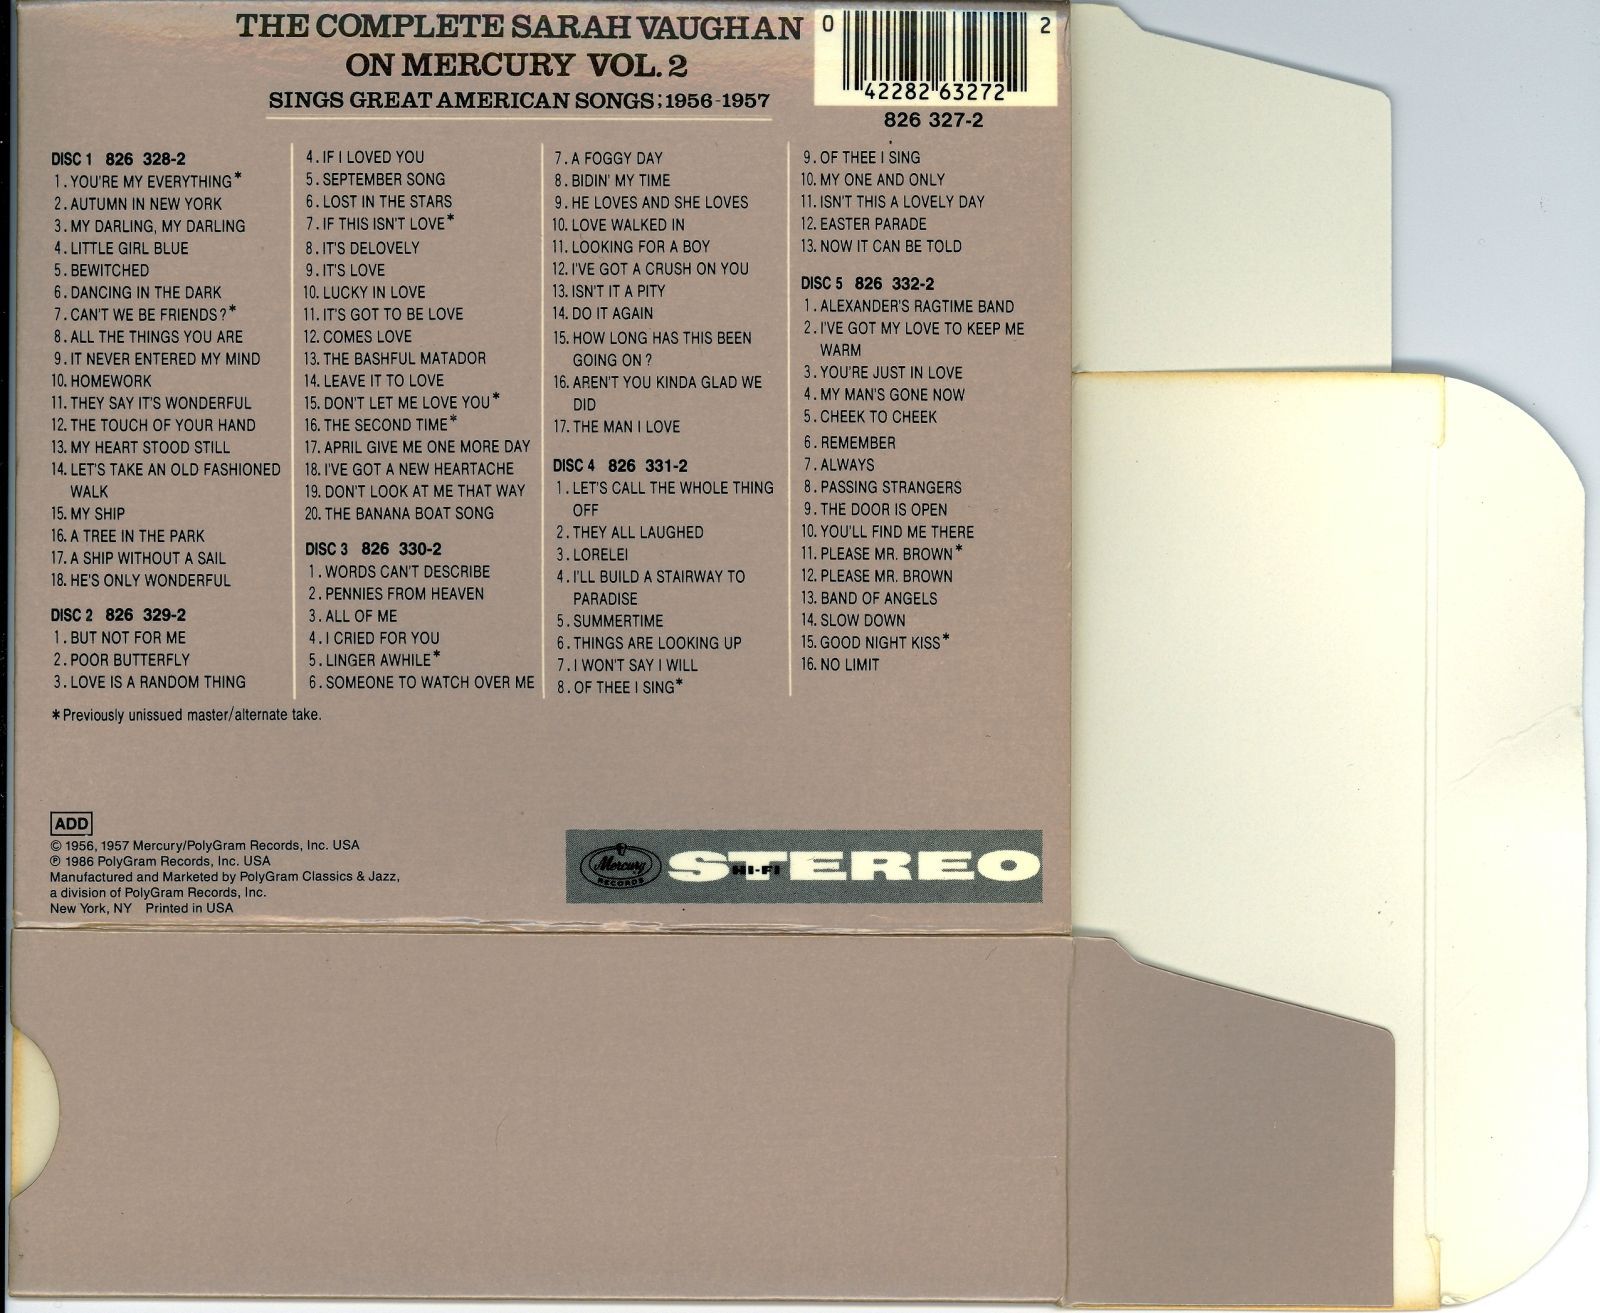 THE COMPLETE SARAH VAUGHAN
ON MERCURY VOL. 2
SINGS GREAT AMERICAN SONGS; 1956-1957
0 42282 63272 2
826 327-2
DISC 1 826 328-2
1. YOU'RE MY EVERYTHING*
2. AUTUMN IN NEW YORK
3. MY DARLING, MY DARLING
4. LITTLE GIRL BLUE
5. BEWITCHED
6. DANCING IN THE DARK
7. CAN'T WE BE FRIENDS?*
8. ALL THE THINGS YOU ARE
9. IT NEVER ENTERED MY MIND
10. HOMEWORK
11. THEY SAY IT'S WONDERFUL
12. THE TOUCH OF YOUR HAND
13. MY HEART STOOD STILL
14. LET'S TAKE AN OLD FASHIONED
WALK
15. MY SHIP
16. A TREE IN THE PARK
17. A SHIP WITHOUT A SAIL
18. HE'S ONLY WONDERFUL
DISC 2 826 329-2
1. BUT NOT FOR ME
2. POOR BUTTERFLY
3. LOVE IS A RANDOM THING
4. IF I LOVED YOU
5. SEPTEMBER SONG
6. LOST IN THE STARS
7. IF THIS ISN'T LOVE*
8. IT'S DELOVELY
9. IT'S LOVE
10. LUCKY IN LOVE
11. IT'S GOT TO BE LOVE
12. COMES LOVE
13. THE BASHFUL MATADOR
14. LEAVE IT TO LOVE
15. DON'T LET ME LOVE YOU*
16. THE SECOND TIME*
17. APRIL GIVE ME ONE MORE DAY
18. I'VE GOT A NEW HEARTACHE
19. DON'T LOOK AT ME THAT WAY
20. THE BANANA BOAT SONG
DISC 3 826 330-2
1. WORDS CAN'T DESCRIBE
2. PENNIES FROM HEAVEN
3. ALL OF ME
4. I CRIED FOR YOU
5. LINGER AWHILE*
6. SOMEONE TO WATCH OVER ME
7. A FOGGY DAY
8. BIDIN' MY TIME
9. HE LOVES AND SHE LOVES
10. LOVE WALKED IN
11. LOOKING FOR A BOY
12. I'VE GOT A CRUSH ON YOU
13. ISN'T IT A PITY
14. DO IT AGAIN
15. HOW LONG HAS THIS BEEN
GOING ON?
16. AREN'T YOU KINDA GLAD WE
DID
17. THE MAN I LOVE
DISC 4 826 331-2
1. LET'S CALL THE WHOLE THING
OFF
2. THEY ALL LAUGHED
3. LORELEI
4. I'LL BUILD A STAIRWAY TO
PARADISE
5. SUMMERTIME
6. THINGS ARE LOOKING UP
7. I WON'T SAY I WILL
8. OF THEE I SING*
9. OF THEE I SING
10. MY ONE AND ONLY
11. ISN'T THIS A LOVELY DAY
12. EASTER PARADE
13. NOW IT CAN BE TOLD
DISC 5 826 332-2
1. ALEXANDER'S RAGTIME BAND
2. I'VE GOT MY LOVE TO KEEP ME
WARM
3. YOU'RE JUST IN LOVE
4. MY MAN'S GONE NOW
5. CHEEK TO CHEEK
6. REMEMBER
7. ALWAYS
8. PASSING STRANGERS
9. THE DOOR IS OPEN
10. YOU'LL FIND ME THERE
11. PLEASE MR. BROWN*
12. PLEASE MR. BROWN
13. BAND OF ANGELS
14. SLOW DOWN
15. GOOD NIGHT KISS*
16. NO LIMIT
*Previously unissued master/alternate take.
ADD
© 1956, 1957 Mercury/PolyGram Records, Inc. USA
℗ 1986 PolyGram Records, Inc. USA
Manufactured and Marketed by PolyGram Classics & Jazz,
a division of PolyGram Records, Inc.
New York, NY Printed in USA
Mercury
RECORDS
STEREO
HI-FI